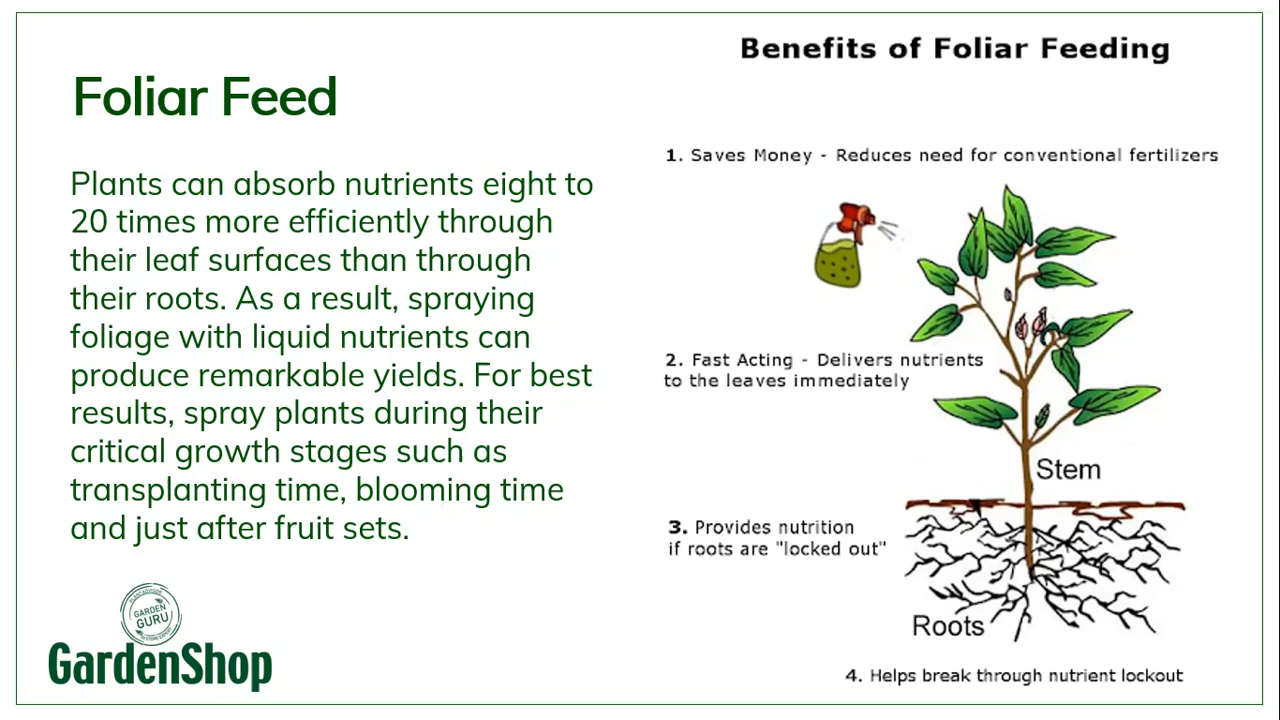 Foliar Feed
Plants can absorb nutrients eight to
20 times more efficiently through
their leaf surfaces than through
their roots. As a result, spraying
foliage with liquid nutrients can
produce remarkable yields. For best
results, spray plants during their
critical growth stages such as
transplanting time, blooming time
and just after fruit sets.
GARDEN
GURU
GardenShop
Benefits of Foliar Feeding
1. Saves Money - Reduces need for conventional fertilizers
2. Fast Acting - Delivers nutrients
to the leaves immediately
Stem
3. Provides nutrition
if roots are "locked out"
Roots
4. Helps break through nutrient lockout